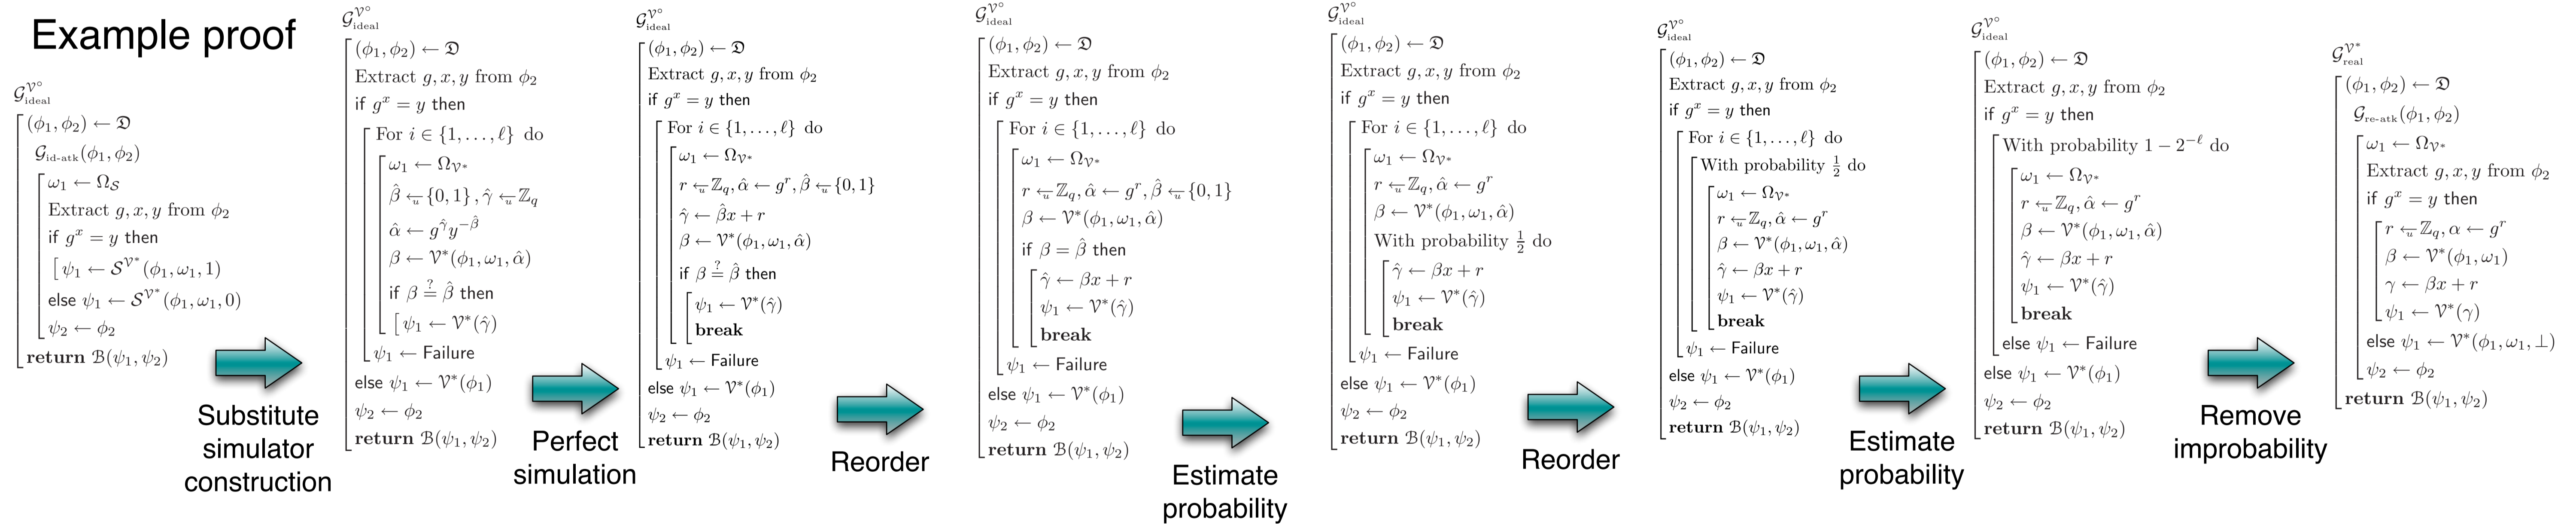 Example proof
𝒢_ideal^{𝒱°}
(ϕ₁, ϕ₂) ← 𝔇
𝒢_id-atk(ϕ₁, ϕ₂)
ω₁ ← Ω_𝒮
Extract g, x, y from ϕ₂
if g^x = y then
ψ₁ ← 𝒮^{𝒱*}(ϕ₁, ω₁, 1)
else ψ₁ ← 𝒮^{𝒱*}(ϕ₁, ω₁, 0)
ψ₂ ← ϕ₂
return ℬ(ψ₁, ψ₂)
Substitute
simulator
construction
𝒢_ideal^{𝒱°}
(ϕ₁, ϕ₂) ← 𝔇
Extract g, x, y from ϕ₂
if g^x = y then
For i ∈ {1, . . . , ℓ} do
ω₁ ← Ω_{𝒱*}
β̂ ←_u {0, 1} , γ̂ ←_u ℤ_q
α̂ ← g^{γ̂} y^{−β̂}
β ← 𝒱*(ϕ₁, ω₁, α̂)
if β ≟ β̂ then
ψ₁ ← 𝒱*(γ̂)
ψ₁ ← Failure
else ψ₁ ← 𝒱*(ϕ₁)
ψ₂ ← ϕ₂
return ℬ(ψ₁, ψ₂)
Perfect
simulation
𝒢_ideal^{𝒱°}
(ϕ₁, ϕ₂) ← 𝔇
Extract g, x, y from ϕ₂
if g^x = y then
For i ∈ {1, . . . , ℓ} do
ω₁ ← Ω_{𝒱*}
r ←_u ℤ_q, α̂ ← g^r, β̂ ←_u {0, 1}
γ̂ ← β̂x + r
β ← 𝒱*(ϕ₁, ω₁, α̂)
if β ≟ β̂ then
ψ₁ ← 𝒱*(γ̂)
break
ψ₁ ← Failure
else ψ₁ ← 𝒱*(ϕ₁)
ψ₂ ← ϕ₂
return ℬ(ψ₁, ψ₂)
Reorder
𝒢_ideal^{𝒱°}
(ϕ₁, ϕ₂) ← 𝔇
Extract g, x, y from ϕ₂
if g^x = y then
For i ∈ {1, . . . , ℓ} do
ω₁ ← Ω_{𝒱*}
r ←_u ℤ_q, α̂ ← g^r, β̂ ←_u {0, 1}
β ← 𝒱*(ϕ₁, ω₁, α̂)
if β = β̂ then
γ̂ ← βx + r
ψ₁ ← 𝒱*(γ̂)
break
ψ₁ ← Failure
else ψ₁ ← 𝒱*(ϕ₁)
ψ₂ ← ϕ₂
return ℬ(ψ₁, ψ₂)
Estimate
probability
𝒢_ideal^{𝒱°}
(ϕ₁, ϕ₂) ← 𝔇
Extract g, x, y from ϕ₂
if g^x = y then
For i ∈ {1, . . . , ℓ} do
ω₁ ← Ω_{𝒱*}
r ←_u ℤ_q, α̂ ← g^r
β ← 𝒱*(ϕ₁, ω₁, α̂)
With probability ½ do
γ̂ ← βx + r
ψ₁ ← 𝒱*(γ̂)
break
ψ₁ ← Failure
else ψ₁ ← 𝒱*(ϕ₁)
ψ₂ ← ϕ₂
return ℬ(ψ₁, ψ₂)
Reorder
𝒢_ideal^{𝒱°}
(ϕ₁, ϕ₂) ← 𝔇
Extract g, x, y from ϕ₂
if g^x = y then
For i ∈ {1, . . . , ℓ} do
With probability ½ do
ω₁ ← Ω_{𝒱*}
r ←_u ℤ_q, α̂ ← g^r
β ← 𝒱*(ϕ₁, ω₁, α̂)
γ̂ ← βx + r
ψ₁ ← 𝒱*(γ̂)
break
ψ₁ ← Failure
else ψ₁ ← 𝒱*(ϕ₁)
ψ₂ ← ϕ₂
return ℬ(ψ₁, ψ₂)
Estimate
probability
𝒢_ideal^{𝒱°}
(ϕ₁, ϕ₂) ← 𝔇
Extract g, x, y from ϕ₂
if g^x = y then
With probability 1 − 2^{−ℓ} do
ω₁ ← Ω_{𝒱*}
r ←_u ℤ_q, α̂ ← g^r
β ← 𝒱*(ϕ₁, ω₁, α̂)
γ̂ ← βx + r
ψ₁ ← 𝒱*(γ̂)
break
else ψ₁ ← Failure
else ψ₁ ← 𝒱*(ϕ₁)
ψ₂ ← ϕ₂
return ℬ(ψ₁, ψ₂)
Remove
improbability
𝒢_real^{𝒱*}
(ϕ₁, ϕ₂) ← 𝔇
𝒢_re-atk(ϕ₁, ϕ₂)
ω₁ ← Ω_{𝒱*}
Extract g, x, y from ϕ₂
if g^x = y then
r ←_u ℤ_q, α ← g^r
β ← 𝒱*(ϕ₁, ω₁)
γ ← βx + r
ψ₁ ← 𝒱*(γ)
else ψ₁ ← 𝒱*(ϕ₁, ω₁, ⊥)
ψ₂ ← ϕ₂
return ℬ(ψ₁, ψ₂)